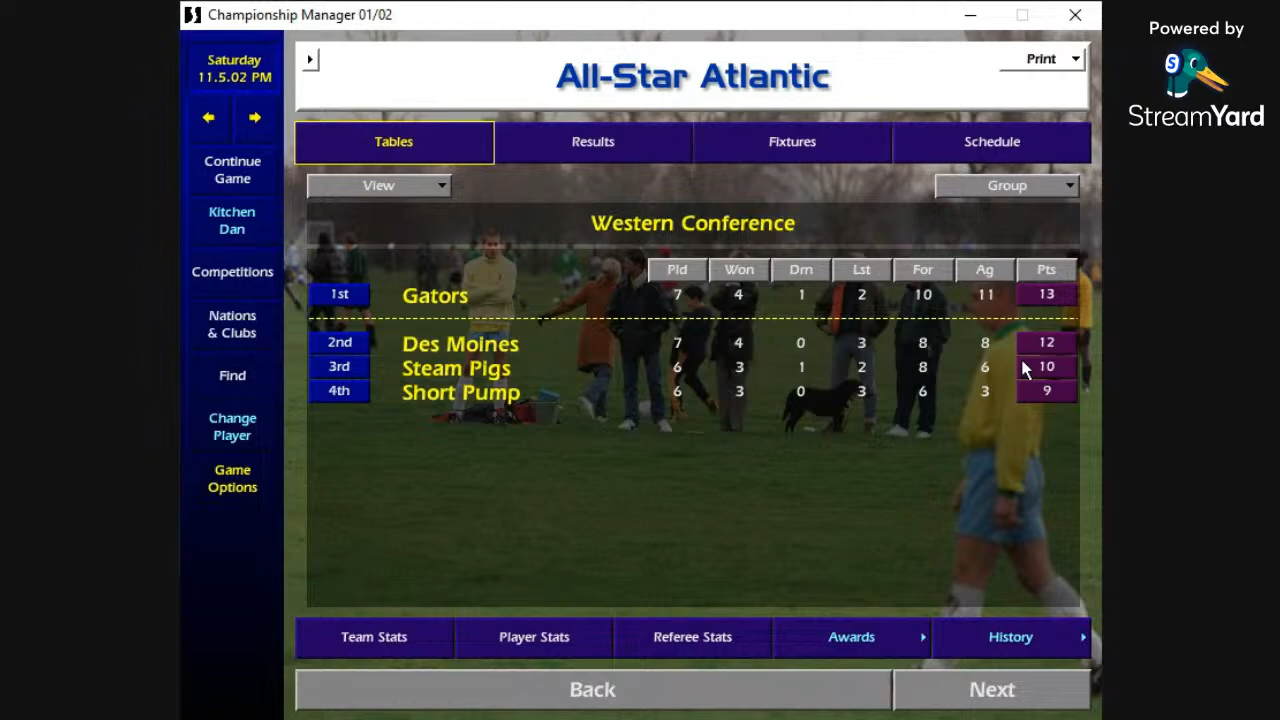 Championship Manager 01/02
Powered by
StreamYard
Saturday
11.5.02 PM
Continue
Game
Kitchen
Dan
Competitions
Nations
& Clubs
Find
Change
Player
Game
Options
All-Star Atlantic
Print
Tables Results Fixtures Schedule
View Group
Western Conference
Pld Won Drn Lst For Ag Pts
1st Gators 7 4 1 2 10 11 13
2nd Des Moines 7 4 0 3 8 8 12
3rd Steam Pigs 6 3 1 2 8 6 10
4th Short Pump 6 3 0 3 6 3 9
Team Stats Player Stats Referee Stats Awards History
Back Next